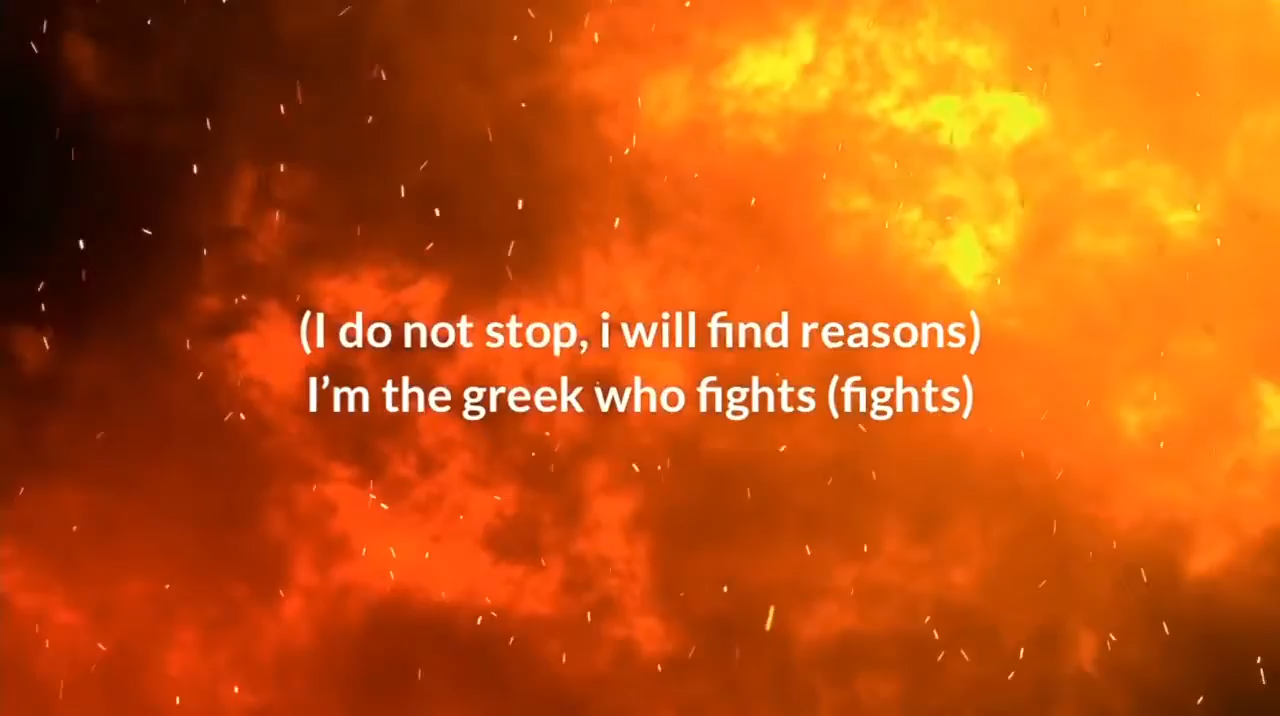 (I do not stop, i will find reasons)
I’m the greek who fights (fights)